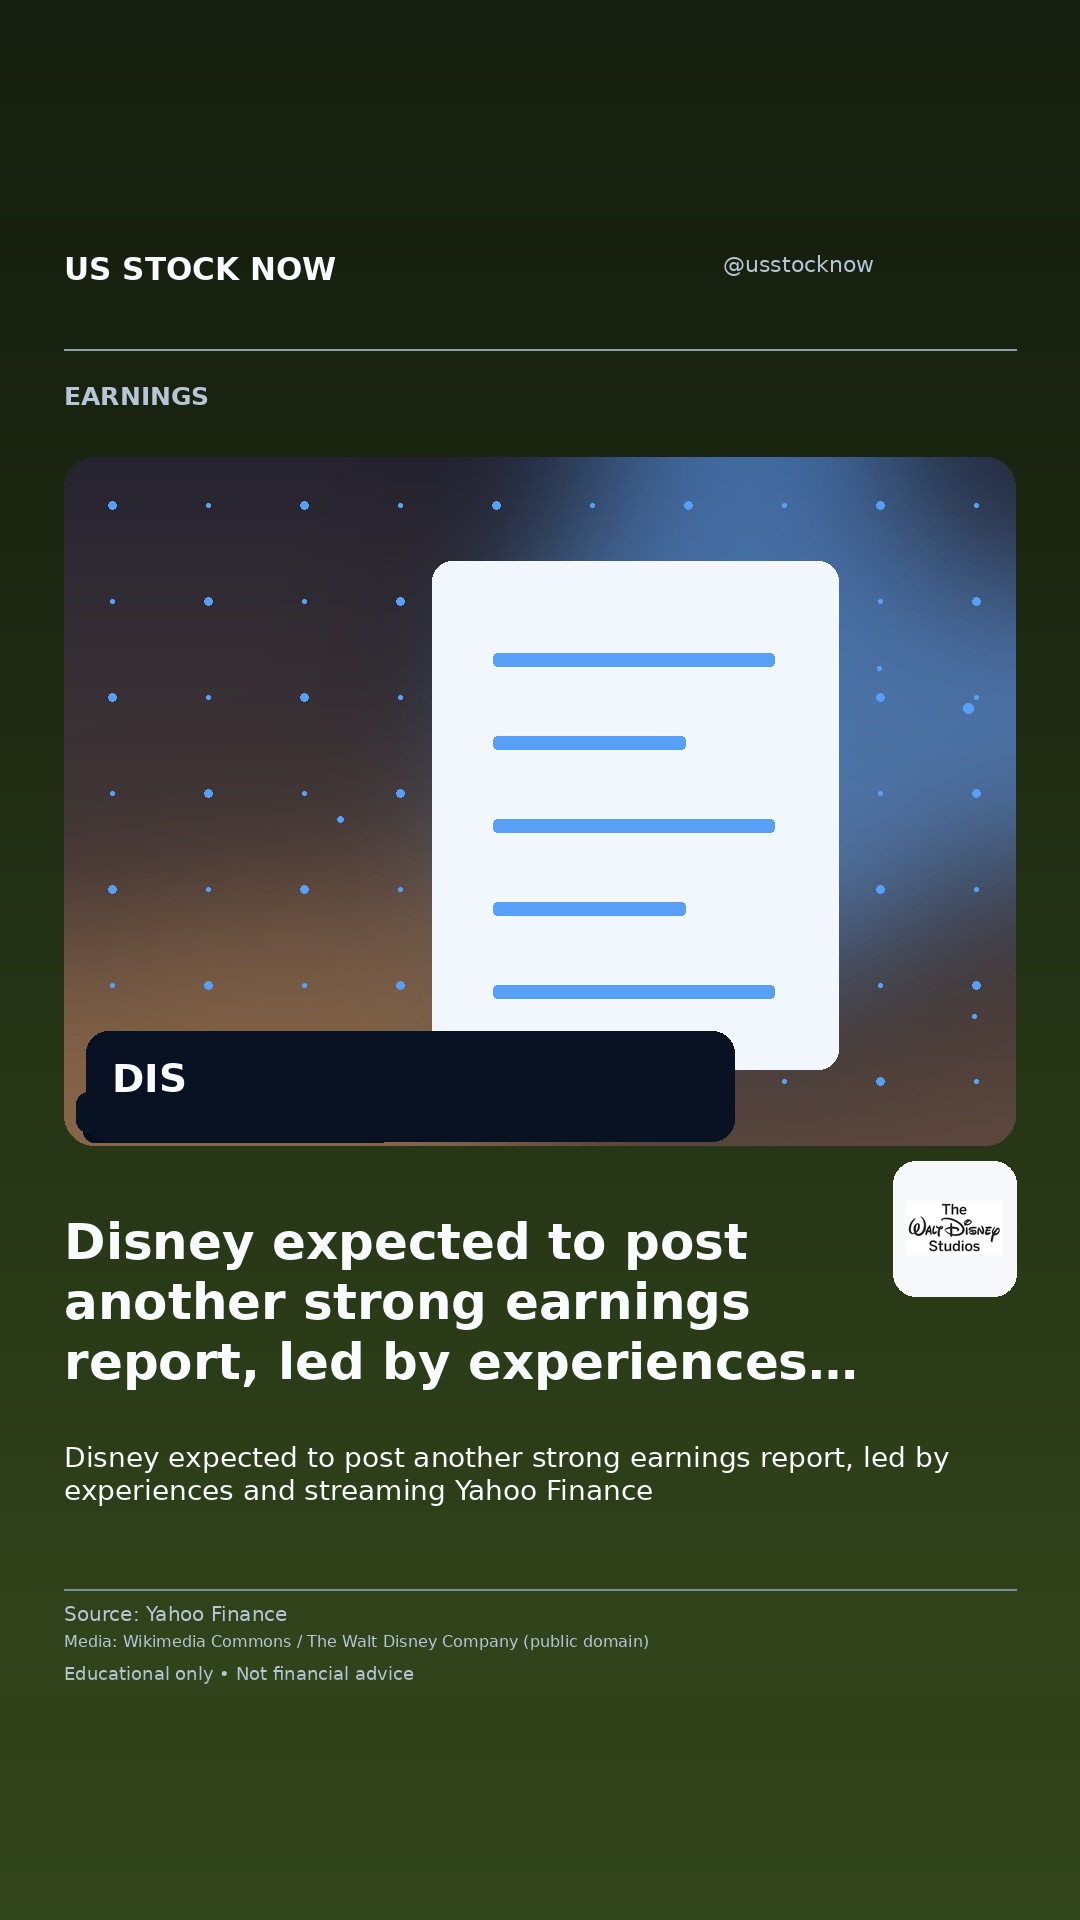 US STOCK NOW
@usstocknow
EARNINGS
DIS
The
Walt Disney
Studios
Disney expected to post
another strong earnings
report, led by experiences…
Disney expected to post another strong earnings report, led by
experiences and streaming Yahoo Finance
Source: Yahoo Finance
Media: Wikimedia Commons / The Walt Disney Company (public domain)
Educational only • Not financial advice